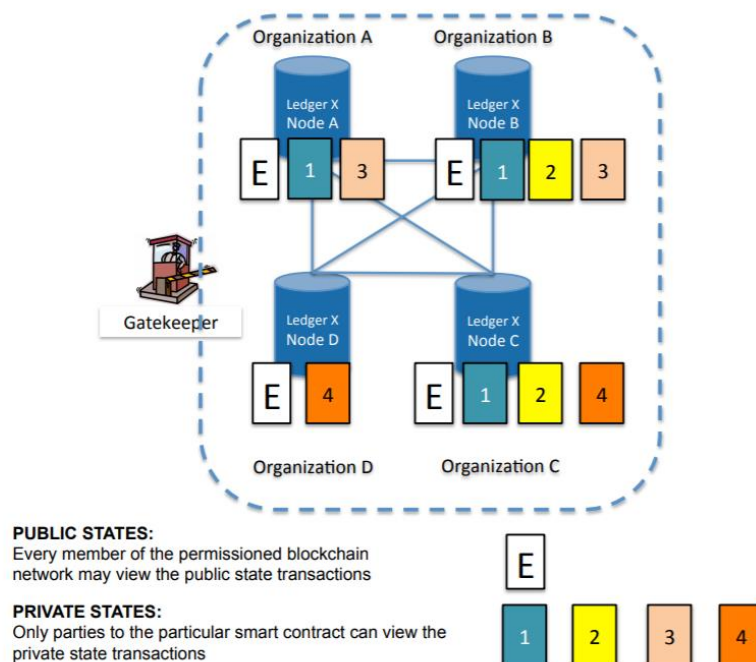 Organization A
Organization B
Ledger X
Node A
Ledger X
Node B
E
1
3
E
1
2
3
Gatekeeper
Ledger X
Node D
Ledger X
Node C
E
4
E
1
2
4
Organization D
Organization C
PUBLIC STATES:
Every member of the permissioned blockchain
network may view the public state transactions
E
PRIVATE STATES:
Only parties to the particular smart contract can view the
private state transactions
1
2
3
4